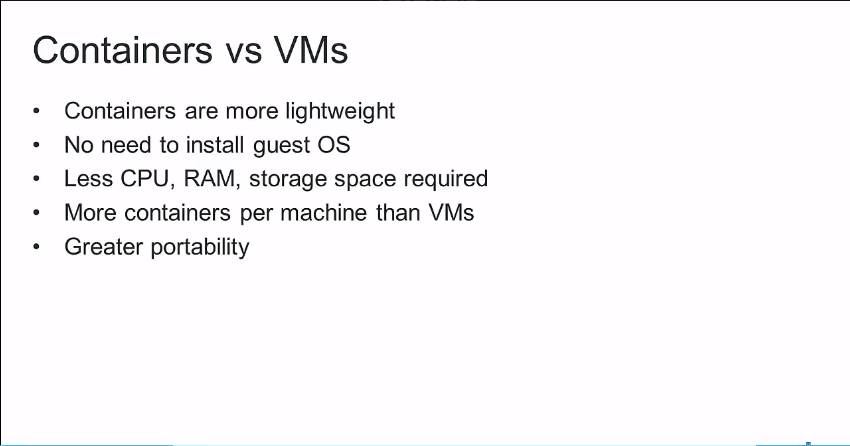 Containers vs VMs
• Containers are more lightweight
• No need to install guest OS
• Less CPU, RAM, storage space required
• More containers per machine than VMs
• Greater portability